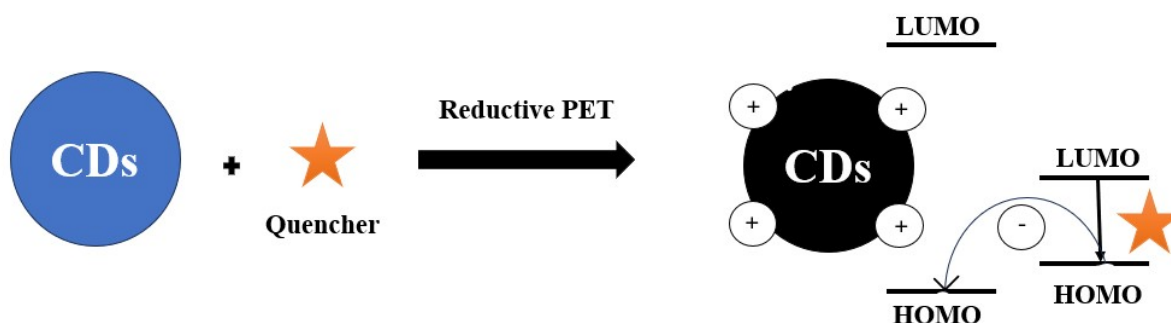 LUMO
Reductive PET
CDs
+
Quencher
+
+
CDs
+
+
LUMO
-
HOMO
HOMO